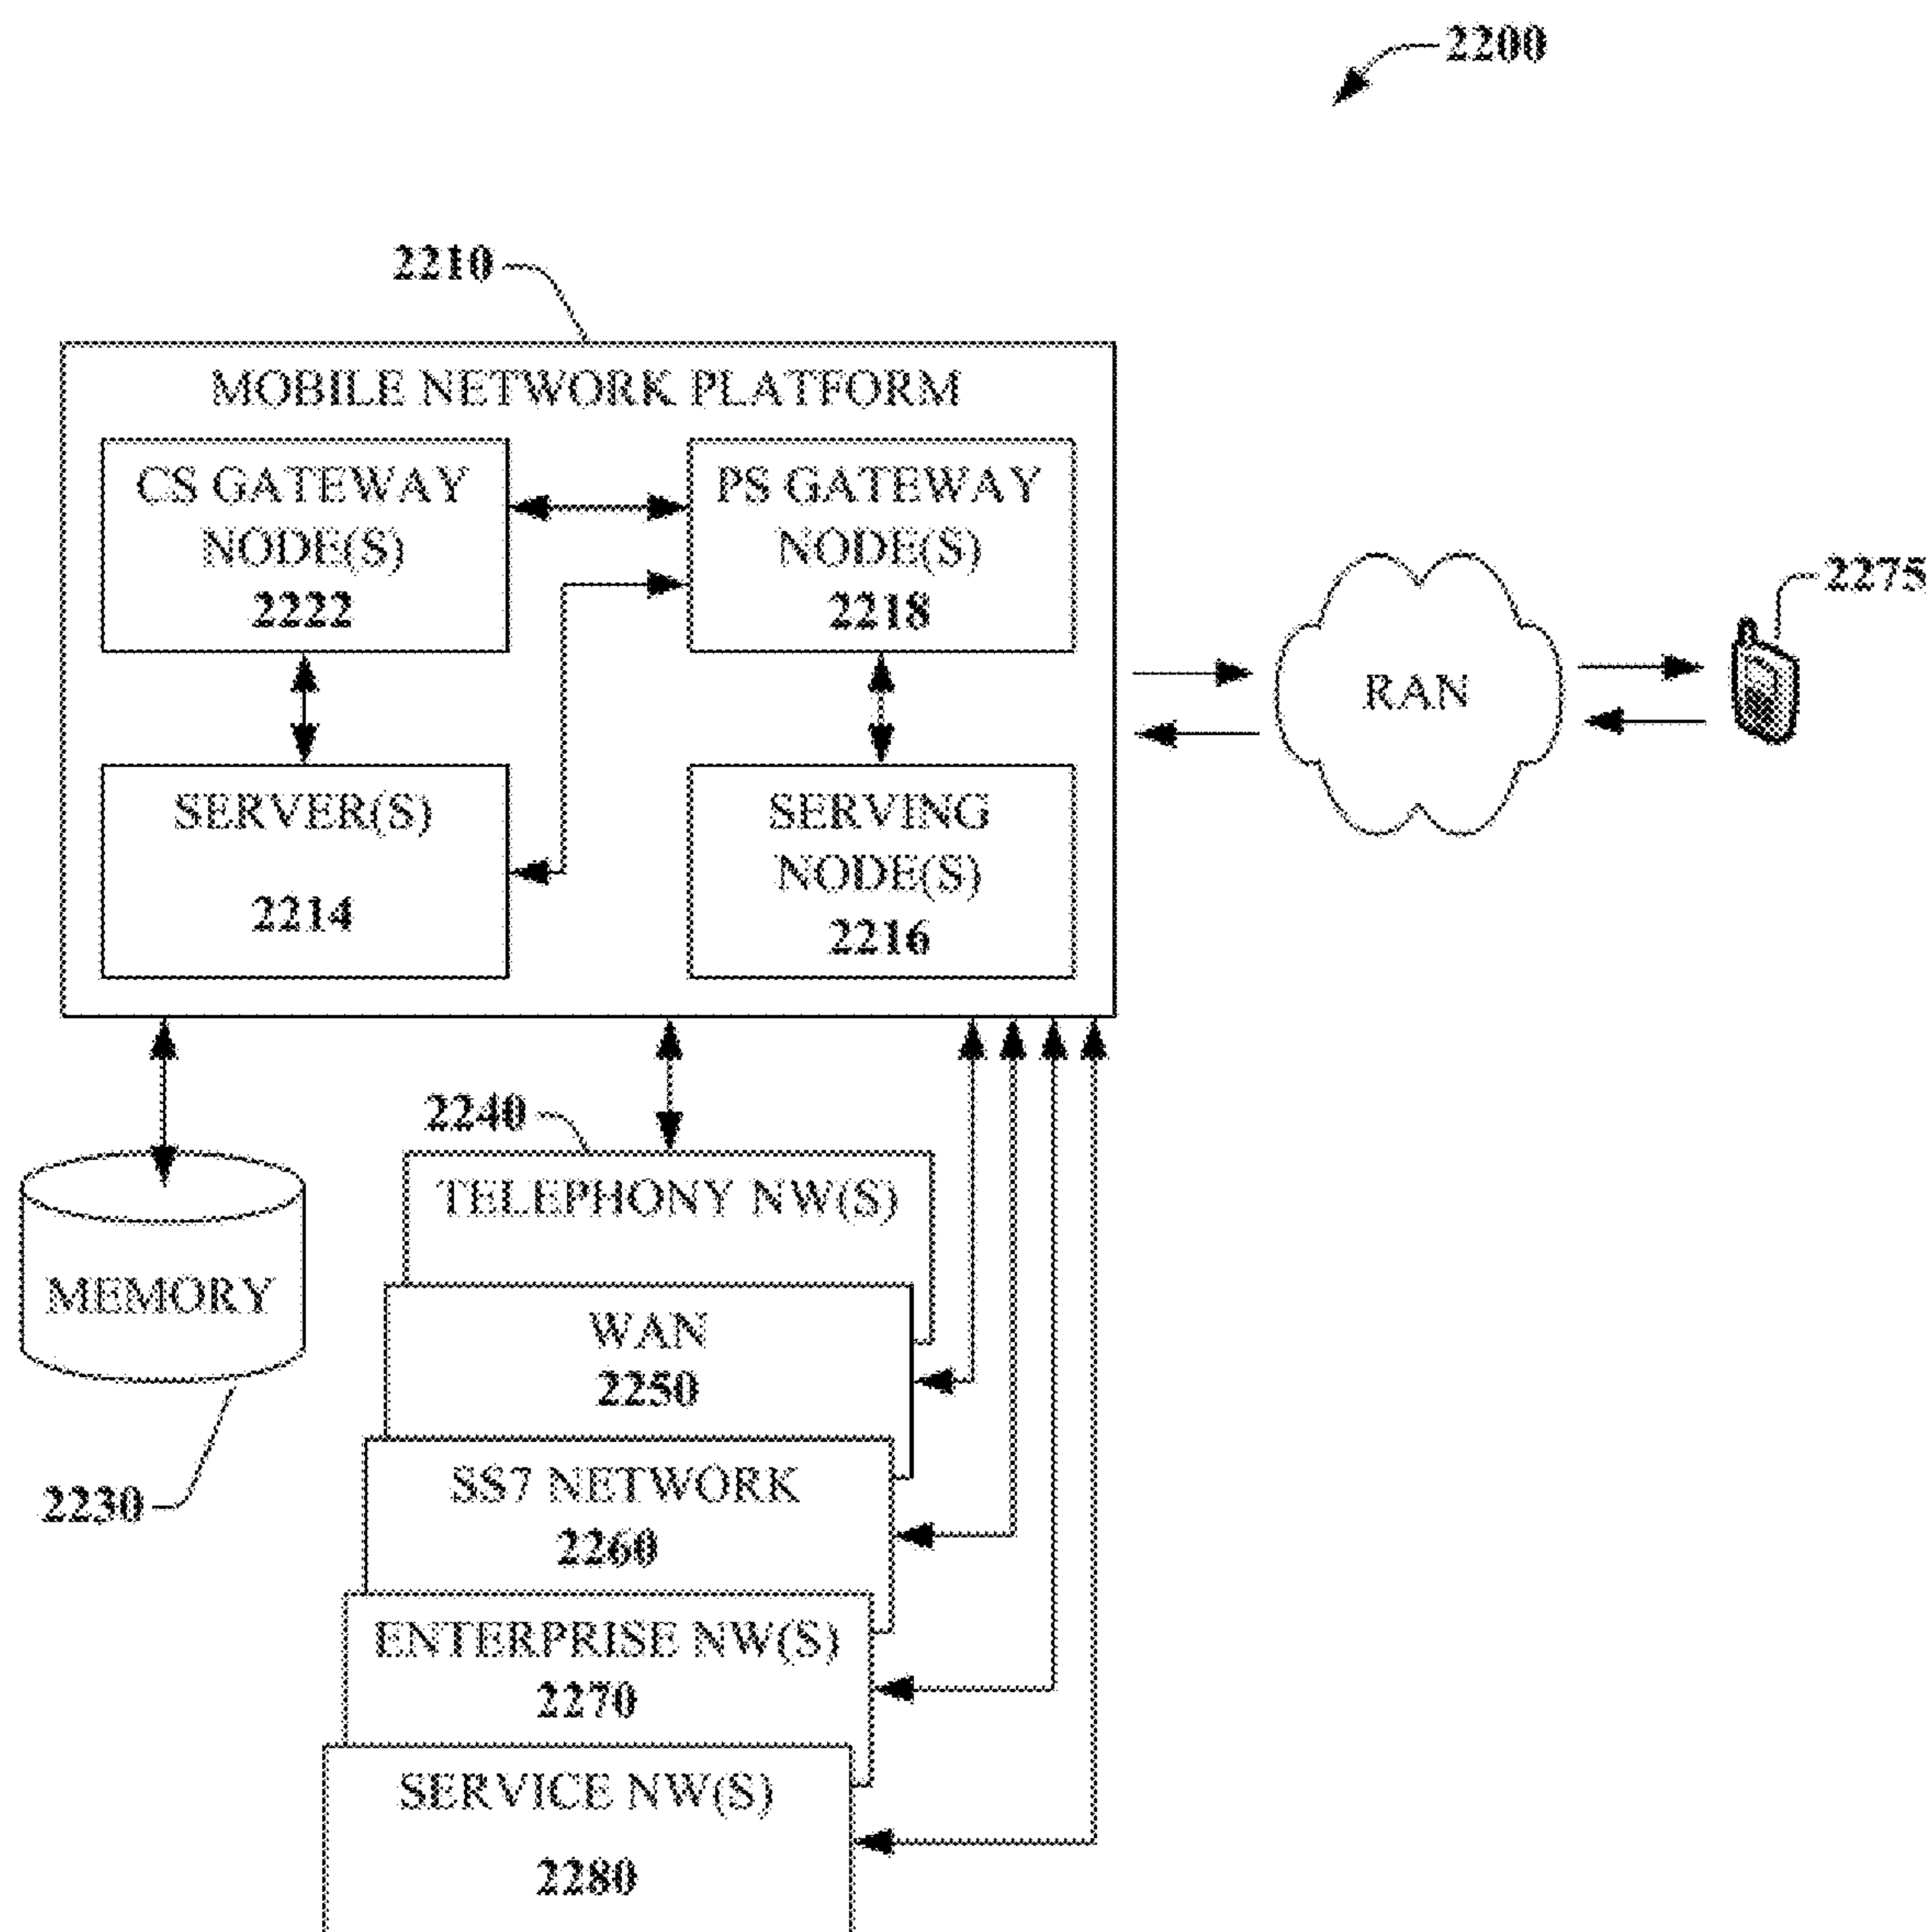 2200
2210
MOBILE NETWORK PLATFORM
CS GATEWAY
NODE(S)
2222
PS GATEWAY
NODE(S)
2218
SERVER(S)
2214
SERVING
NODE(S)
2216
RAN
2275
2240
TELEPHONY NW(S)
MEMORY
2230
WAN
2250
SS7 NETWORK
2260
ENTERPRISE NW(S)
2270
SERVICE NW(S)
2280